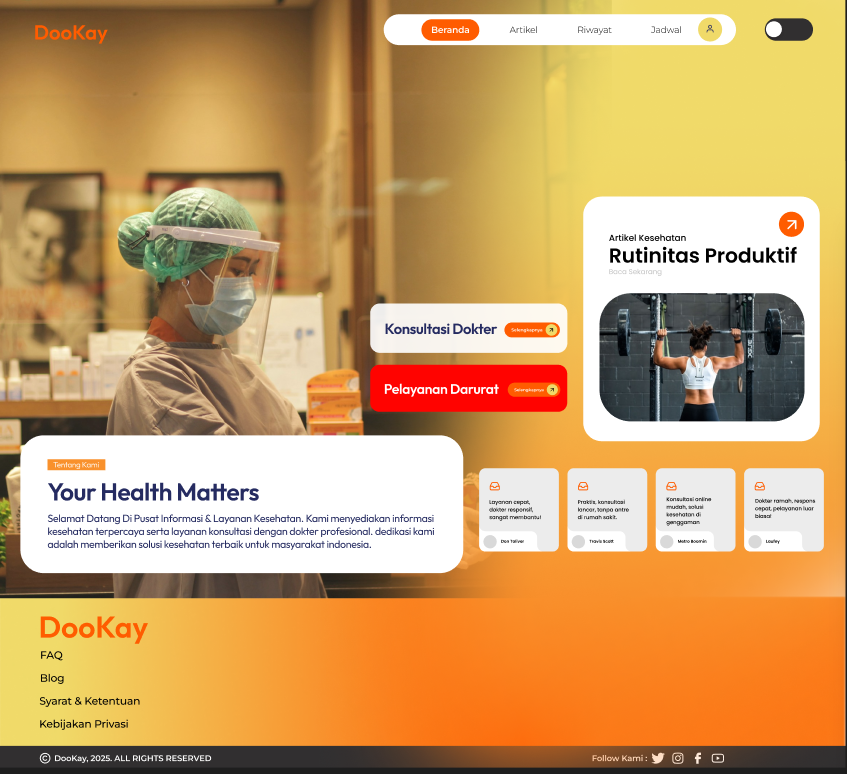 DooKay
Beranda
Artikel
Riwayat
Jadwal
Artikel Kesehatan
Rutinitas Produktif
Baca Sekarang
Konsultasi Dokter
Selengkapnya
Pelayanan Darurat
Selengkapnya
Tentang Kami
Your Health Matters
Selamat Datang Di Pusat Informasi & Layanan Kesehatan. Kami menyediakan informasi
kesehatan terpercaya serta layanan konsultasi dengan dokter profesional. dedikasi kami
adalah memberikan solusi kesehatan terbaik untuk masyarakat indonesia.
Layanan cepat,
dokter responsif,
sangat membantu!
Don Toliver
Praktis, konsultasi
lancar, tanpa antre
di rumah sakit.
Travis Scott
Konsultasi online
mudah, solusi
kesehatan di
genggaman
Metro Boomin
Dokter ramah, respons
cepat, pelayanan luar
biasa!
Laufey
DooKay
FAQ
Blog
Syarat & Ketentuan
Kebijakan Privasi
© DooKay, 2025. ALL RIGHTS RESERVED
Follow Kami :